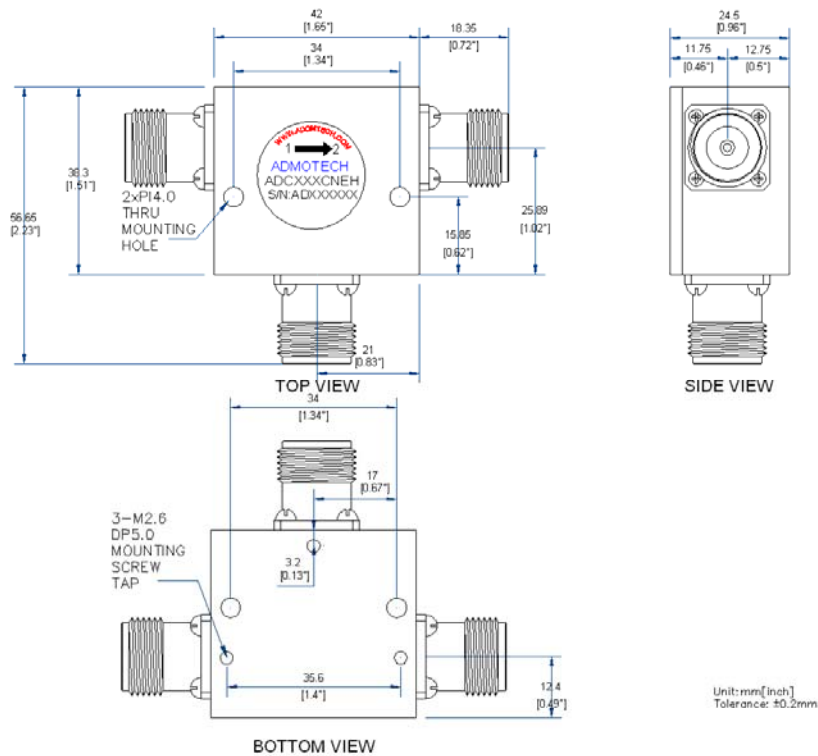 42
[1.65"]
18.35
[0.72"]
34
[1.34"]
24.5
[0.96"]
11.75
[0.46"]
12.75
[0.5"]
WWW.ADOMTECH.COM
1 2
ADMOTECH
ADCXXXCNEH
S/N:ADXXXXXX
56.65
[2.23"]
38.3
[1.51"]
2xPI4.0
THRU
MOUNTING
HOLE
15.85
[0.62"]
25.89
[1.02"]
21
[0.83"]
TOP VIEW
SIDE VIEW
34
[1.34"]
17
[0.67"]
3-M2.6
DP5.0
MOUNTING
SCREW
TAP
3.2
[0.13"]
35.6
[1.4"]
12.4
[0.49"]
BOTTOM VIEW
Unit:mm[inch]
Tolerance: ±0.2mm